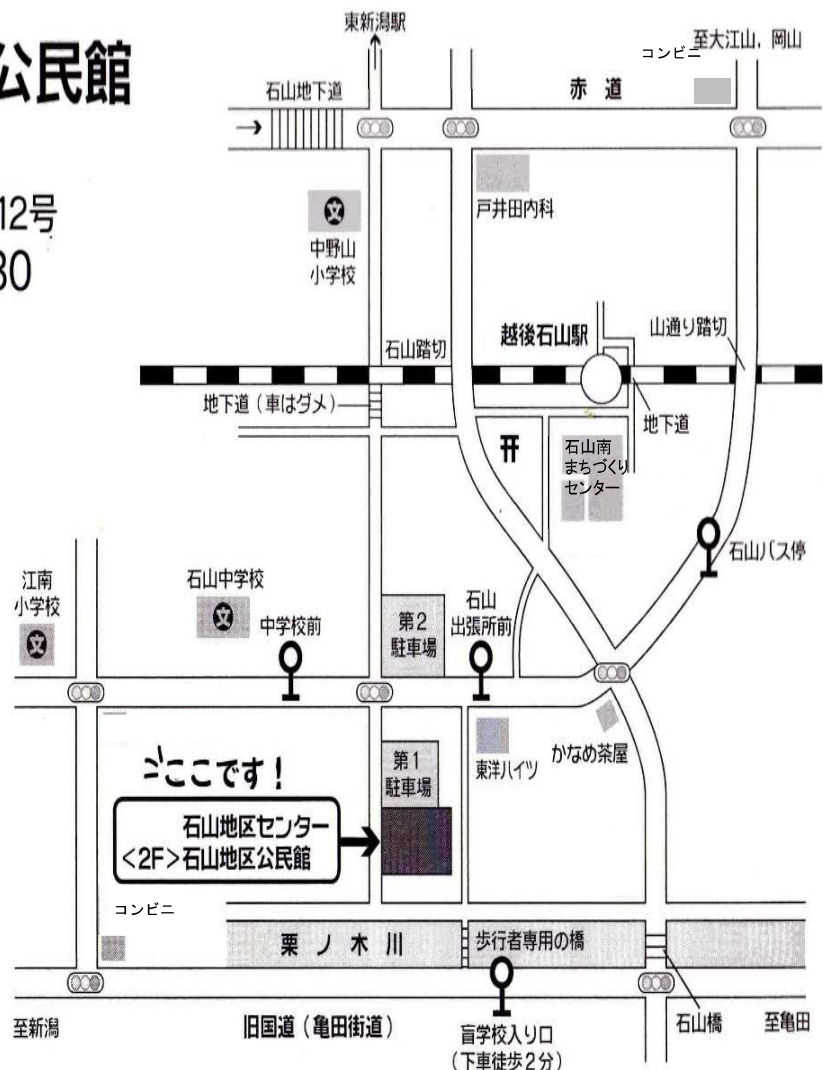 公民館
12号
30
東新潟駅
コンビニ
至大江山，岡山
石山地下道
赤 道
→
文
中野山
小学校
戸井田内科
石山踏切
越後石山駅
山通り踏切
地下道（車はダメ）
地下道
石山南
まちづくり
センター
石山バス停
江南
小学校
文
石山中学校
文
中学校前
第2
駐車場
石山
出張所前
ここです！
第1
駐車場
東洋ハイツ
かなめ茶屋
石山地区センター
<2F>石山地区公民館
コンビニ
栗ノ木川
歩行者専用の橋
至新潟
旧国道（亀田街道）
盲学校入り口
（下車徒歩2分）
石山橋
至亀田